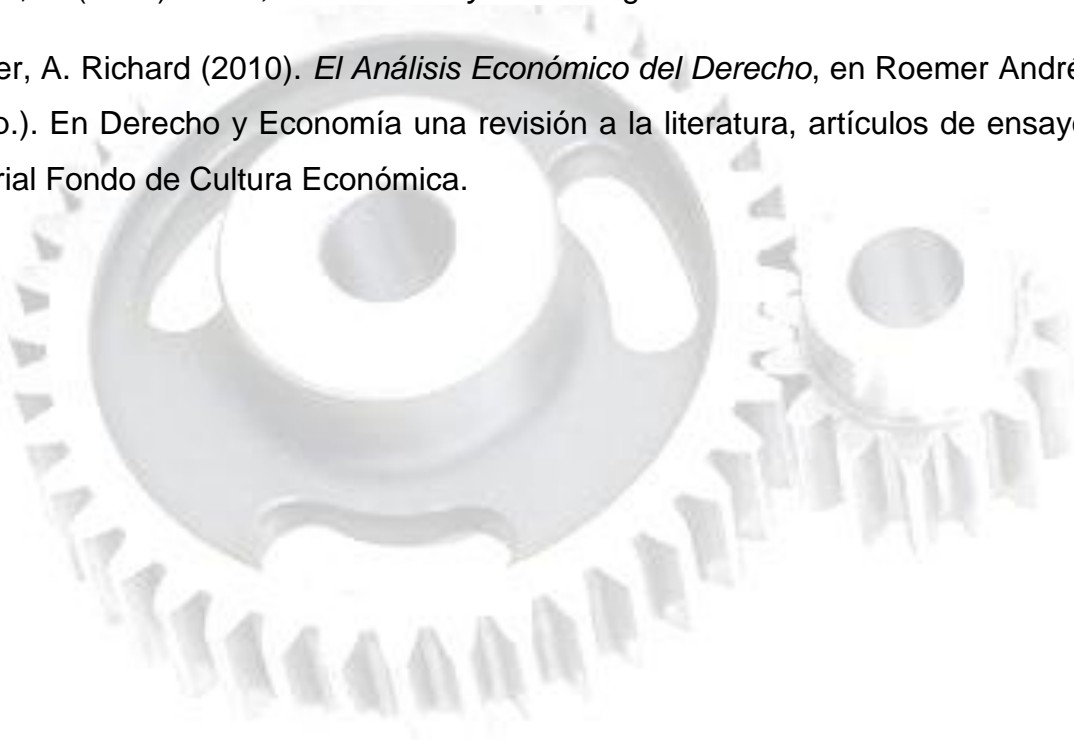 er, A. Richard (2010). El Análisis Económico del Derecho, en Roemer André
o.). En Derecho y Economía una revisión a la literatura, artículos de ensay
rial Fondo de Cultura Económica.